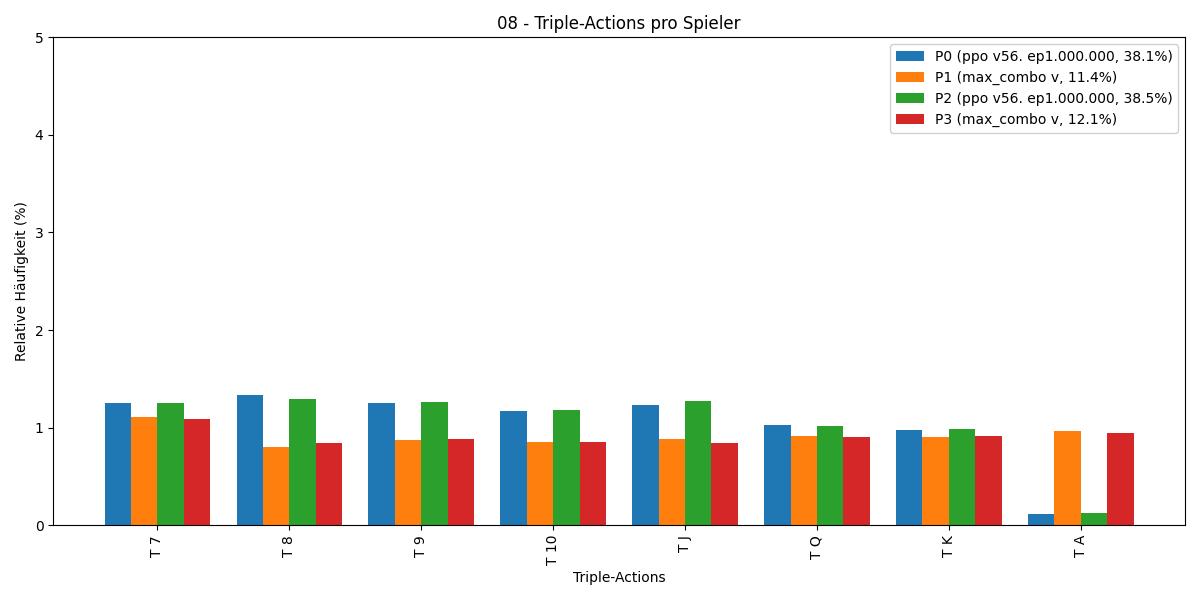 08 - Triple-Actions pro Spieler
P0 (ppo v56. ep1.000.000, 38.1%)
P1 (max_combo v, 11.4%)
P2 (ppo v56. ep1.000.000, 38.5%)
P3 (max_combo v, 12.1%)
Relative Häufigkeit (%)
5
4
3
2
1
0
T 7
T 8
T 9
T 10
T J
T Q
T K
T A
Triple-Actions